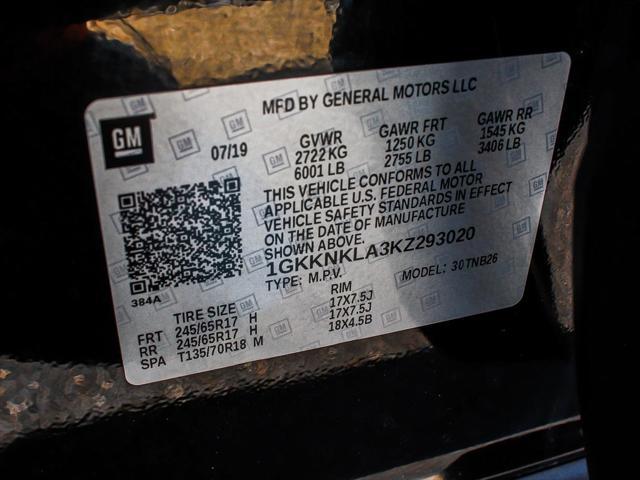 MFD BY GENERAL MOTORS LLC
GM
07/19
GVWR
2722 KG
6001 LB
GAWR FRT
1250 KG
2755 LB
GAWR RR
1545 KG
3406 LB
THIS VEHICLE CONFORMS TO ALL
APPLICABLE U.S. FEDERAL MOTOR
VEHICLE SAFETY STANDARDS IN EFFECT
ON THE DATE OF MANUFACTURE
SHOWN ABOVE.
1GKKNKLA3KZ293020
TYPE: M.P.V.
MODEL: 30TNB26
384A
TIRE SIZE RIM
FRT 245/65R17 H 17X7.5J
RR 245/65R17 H 17X7.5J
SPA T135/70R18 M 18X4.5B